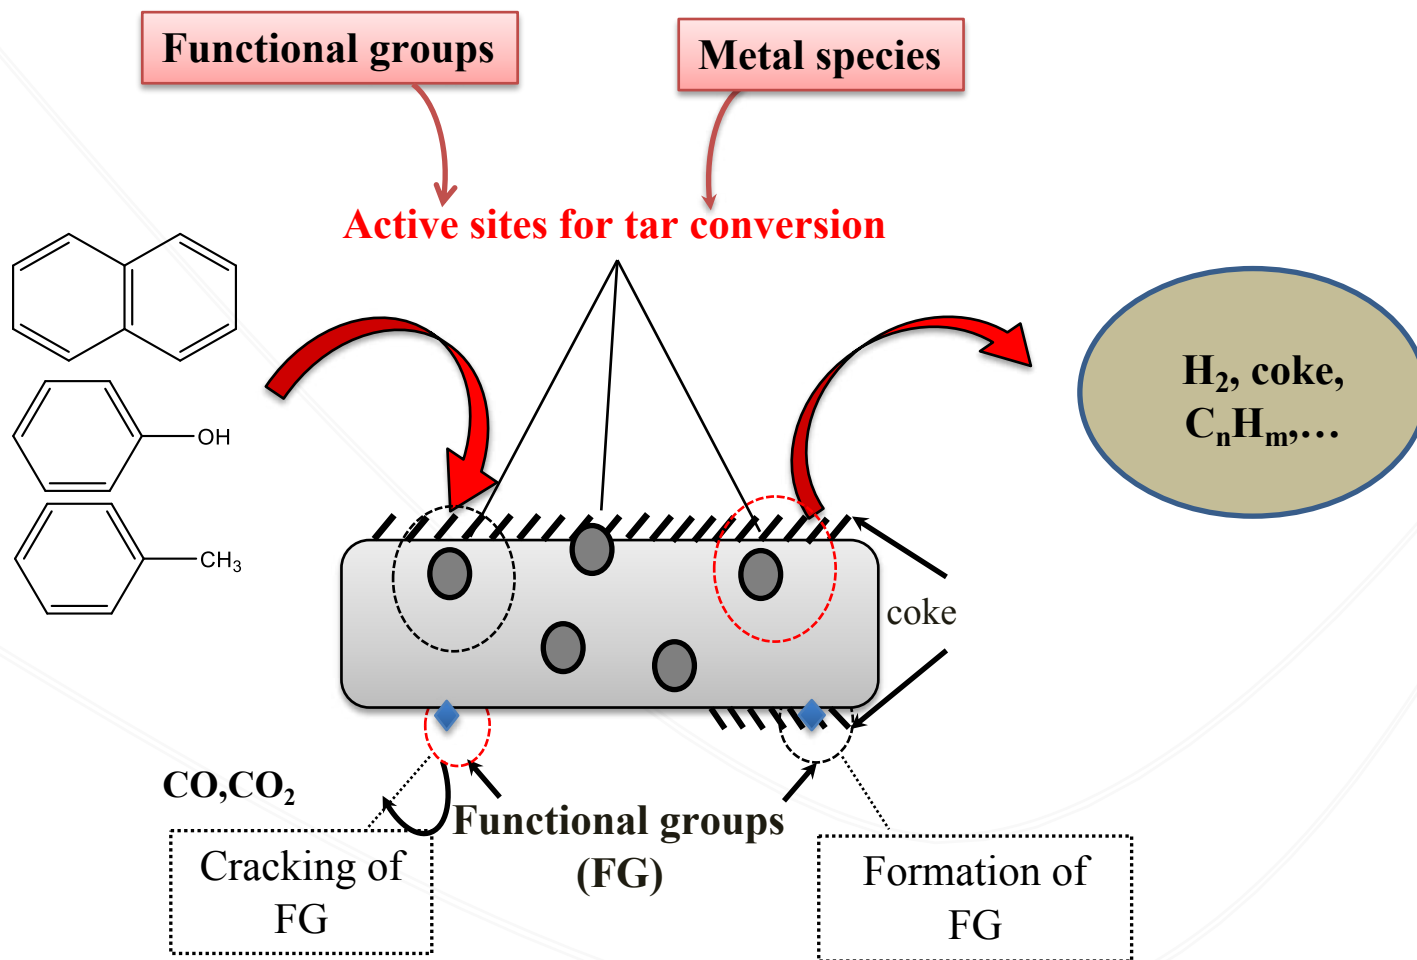 Functional groups
Metal species
Active sites for tar conversion
OH
CH₃
H₂, coke,
CₙHₘ,...
coke
CO,CO₂
Functional groups
(FG)
Cracking of
FG
Formation of
FG